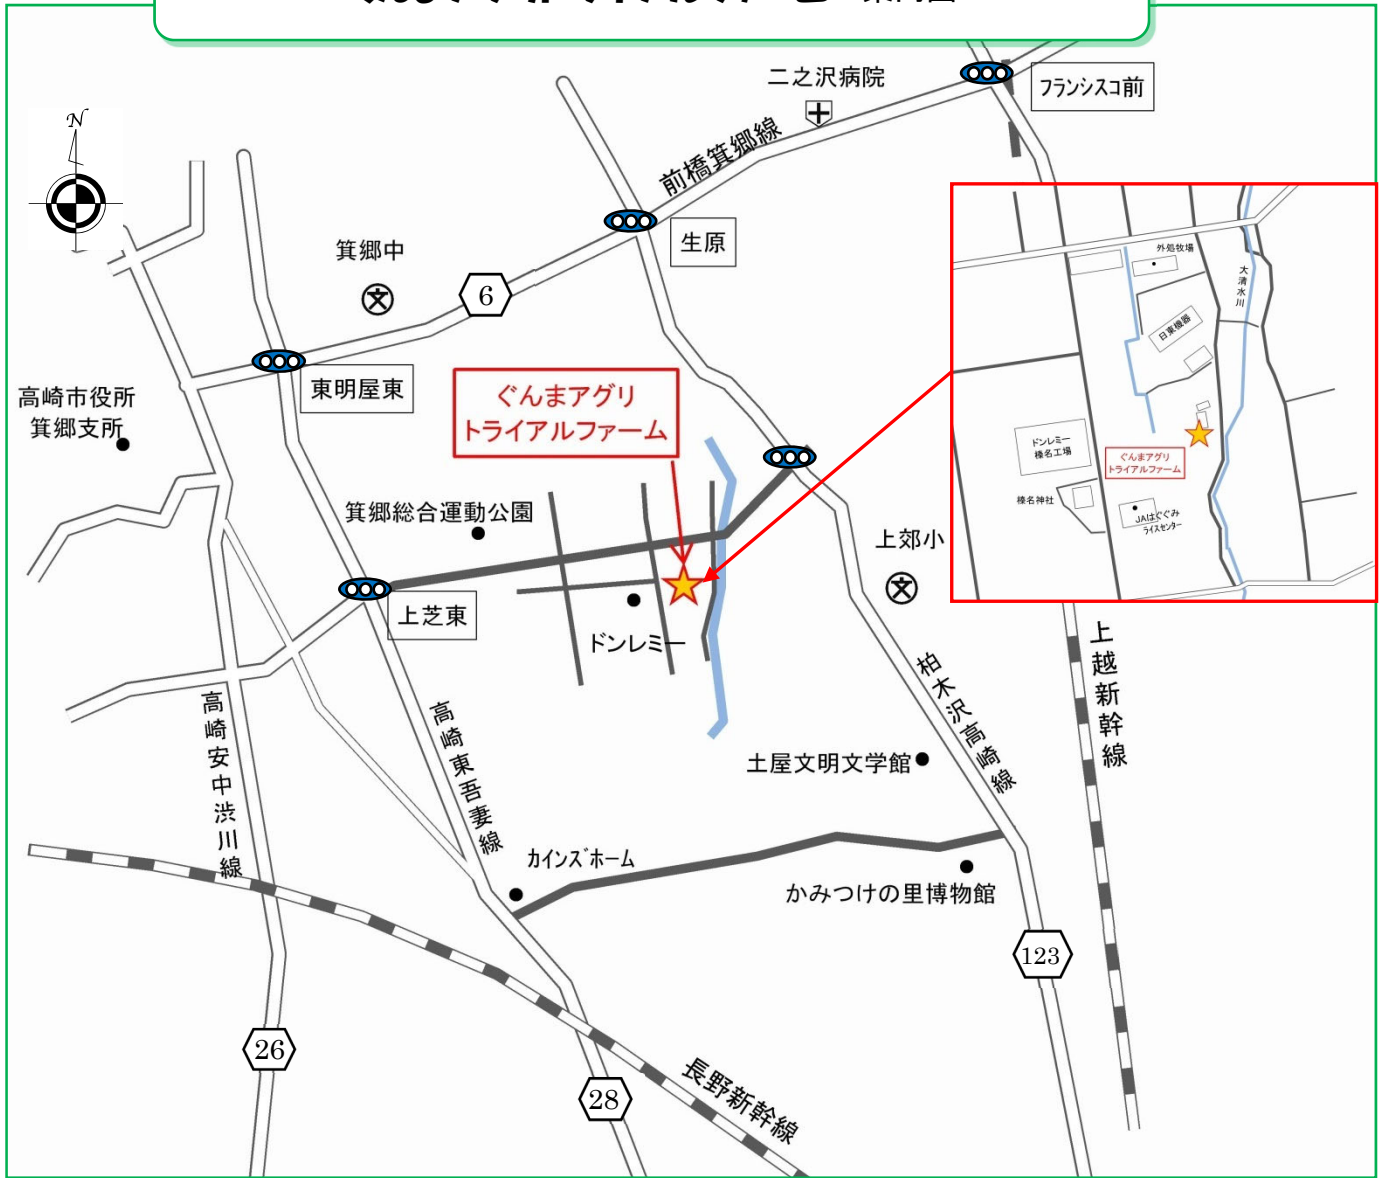 案内図
二之沢病院
フランシスコ前
前橋箕郷線
N
生原
箕郷中
6
東明屋東
高崎市役所
箕郷支所
ぐんまアグリ
トライアルファーム
箕郷総合運動公園
上郊小
上芝東
ドンレミー
外処牧場
大清水川
日東機器
ドンレミー
榛名工場
ぐんまアグリ
トライアルファーム
榛名神社
JAはぐぐみ
ライスセンター
上越新幹線
柏木沢高崎線
高崎安中渋川線
高崎東吾妻線
土屋文明文学館
カインズホーム
かみつけの里博物館
123
26
28
長野新幹線